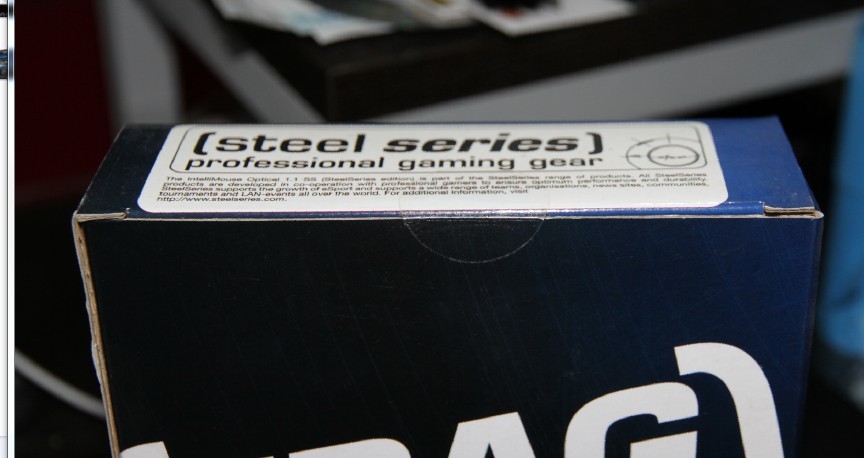 (steel series)
professional gaming gear
The IntelliMouse Optical 1.1 SS (SteelSeries edition) is part of the SteelSeries range of products. All SteelSeries
products are developed in co-operation with professional gamers to ensure optimum performance and durability.
SteelSeries supports the growth of eSport and supports a wide range of teams, organisations, news sites, communities,
tournaments and LAN-events all over the world. For additional information, visit
http://www.steelseries.com.